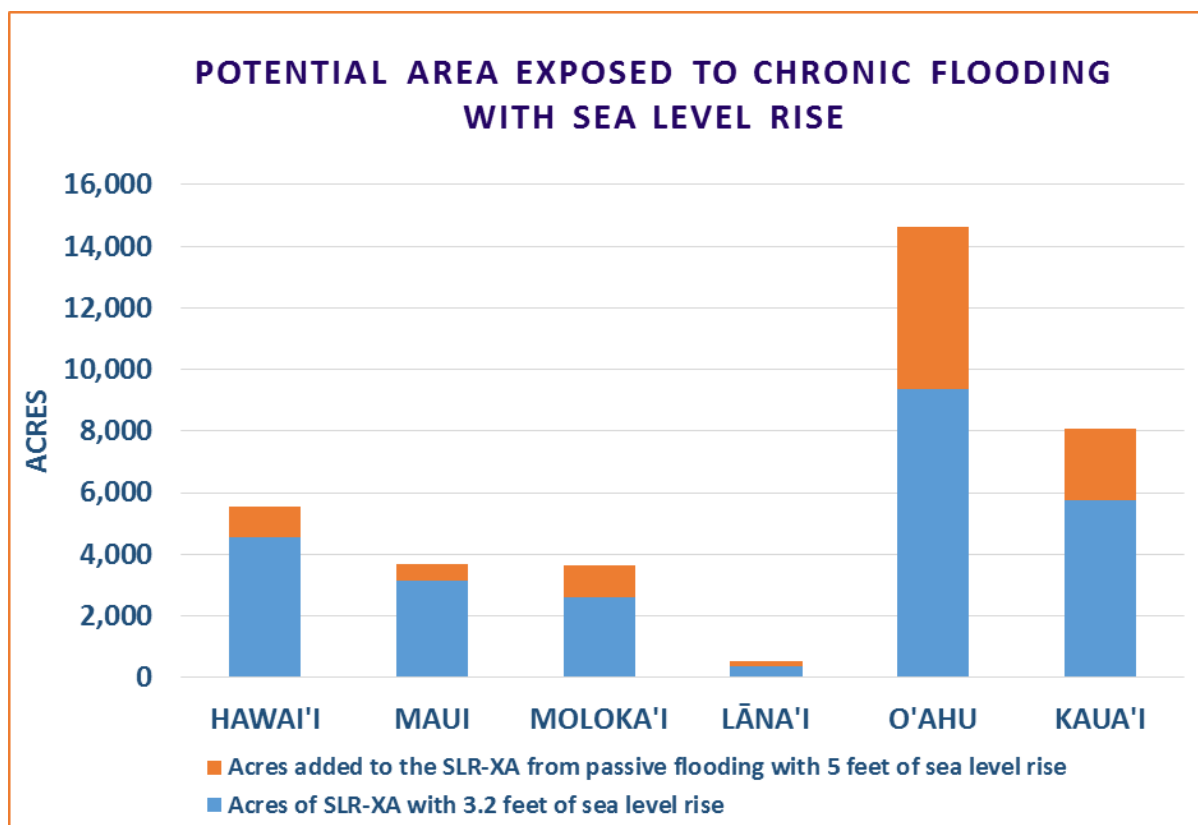 POTENTIAL AREA EXPOSED TO CHRONIC FLOODING
WITH SEA LEVEL RISE
16,000
14,000
12,000
10,000
8,000
6,000
4,000
2,000
0
ACRES
HAWAI'I MAUI MOLOKA'I LĀNA'I O'AHU KAUA'I
Acres added to the SLR-XA from passive flooding with 5 feet of sea level rise
Acres of SLR-XA with 3.2 feet of sea level rise